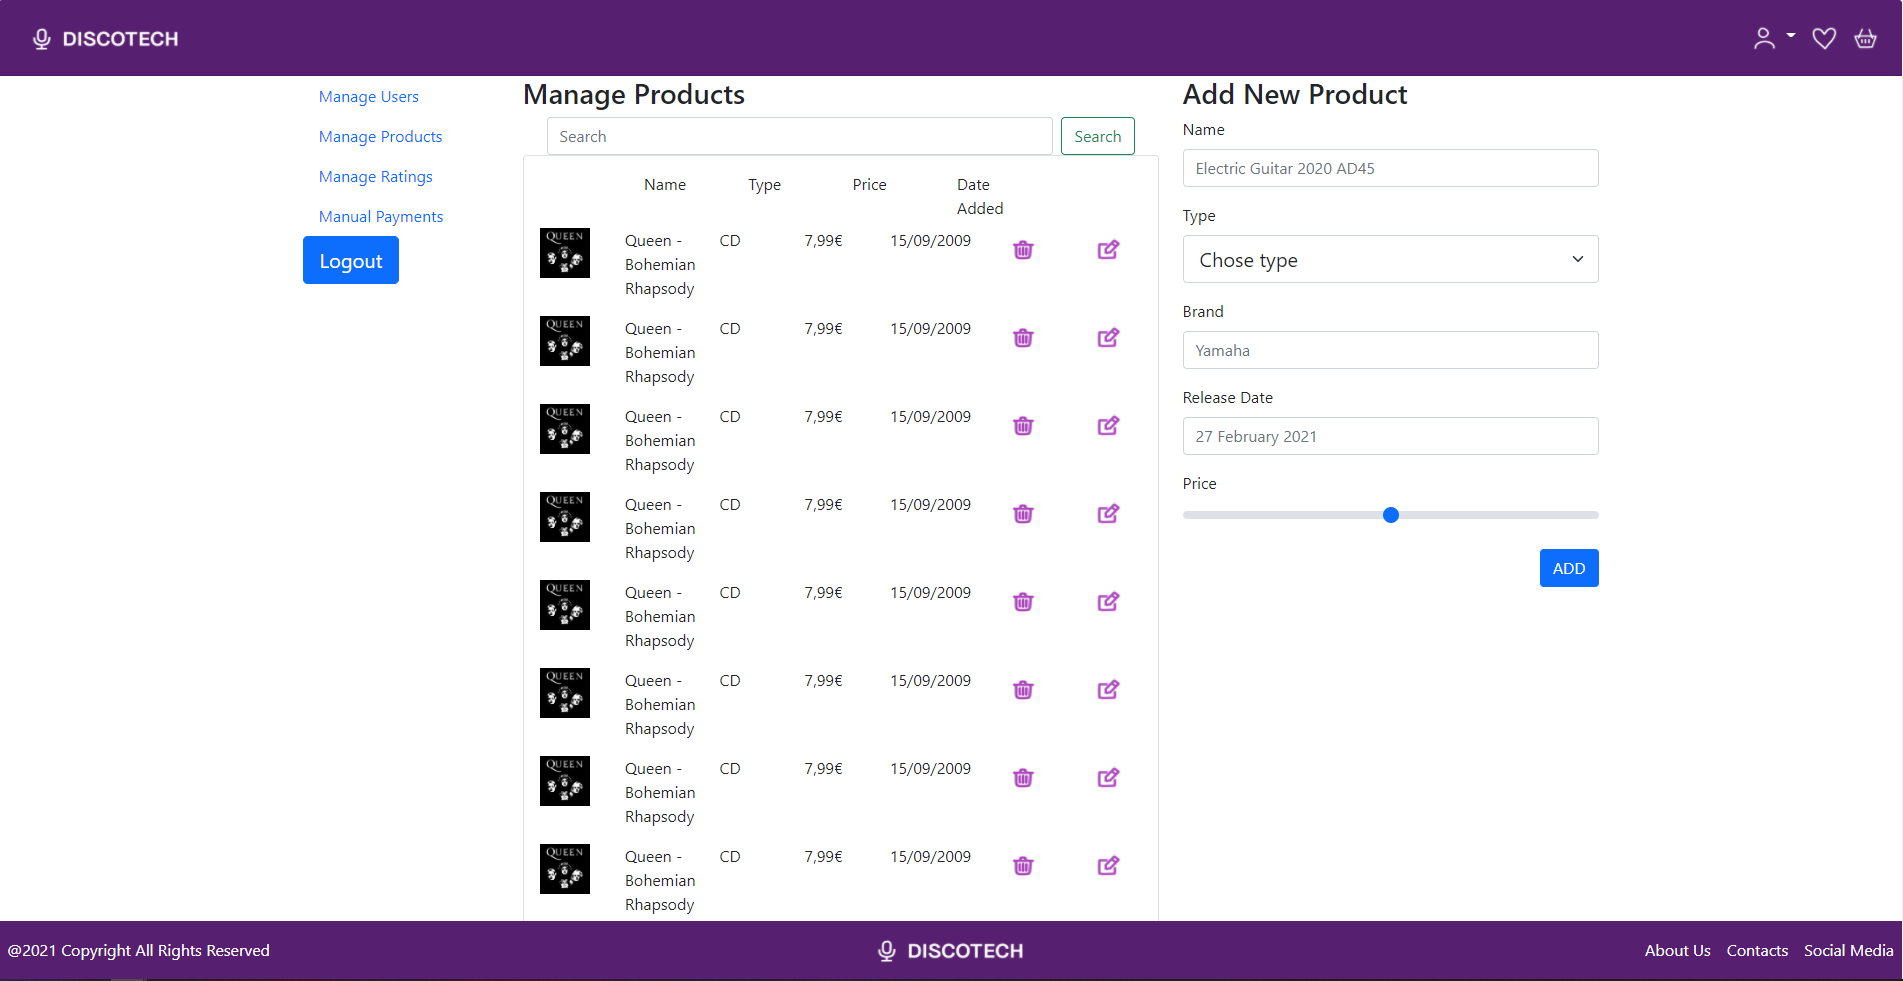 DISCOTECH
Manage Users
Manage Products
Manage Ratings
Manual Payments
Logout
Manage Products
Search
Search
Name
Type
Price
Date
Added
QUEEN
Queen -
Bohemian
Rhapsody
CD
7,99€
15/09/2009
QUEEN
Queen -
Bohemian
Rhapsody
CD
7,99€
15/09/2009
QUEEN
Queen -
Bohemian
Rhapsody
CD
7,99€
15/09/2009
QUEEN
Queen -
Bohemian
Rhapsody
CD
7,99€
15/09/2009
QUEEN
Queen -
Bohemian
Rhapsody
CD
7,99€
15/09/2009
QUEEN
Queen -
Bohemian
Rhapsody
CD
7,99€
15/09/2009
QUEEN
Queen -
Bohemian
Rhapsody
CD
7,99€
15/09/2009
QUEEN
Queen -
Bohemian
Rhapsody
CD
7,99€
15/09/2009
Add New Product
Name
Electric Guitar 2020 AD45
Type
Chose type
Brand
Yamaha
Release Date
27 February 2021
Price
ADD
@2021 Copyright All Rights Reserved
DISCOTECH
About Us
Contacts
Social Media